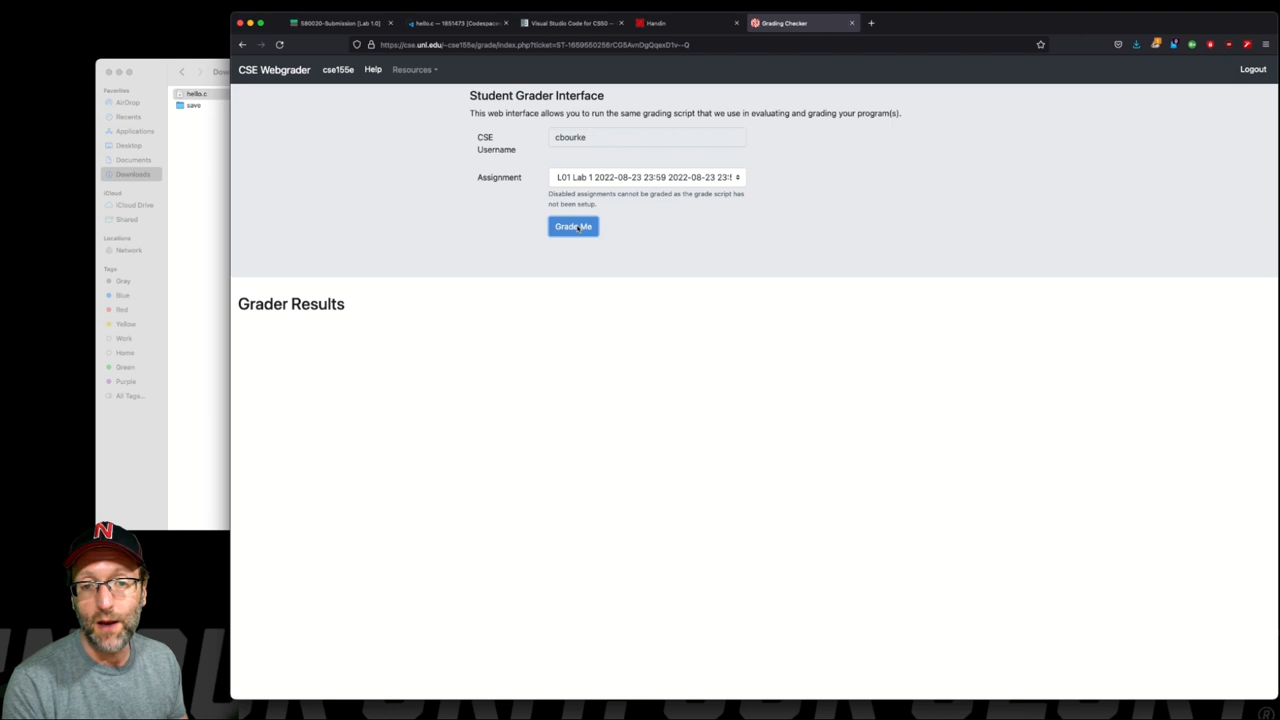 580020-Submission [Lab 1.0]
hello.c — 1851473 [Codespace
Visual Studio Code for CS50 —
Handin
Grading Checker
https://cse.unl.edu/~cse155e/grade/index.php?ticket=
CSE Webgrader
cse155e
Help
Resources
Logout
Dow
Favorites
AirDrop
Recents
Applications
Desktop
Documents
Downloads
iCloud
iCloud Drive
Shared
Locations
Network
Tags
Gray
Blue
Red
Yellow
Work
Home
Green
Purple
All Tags...
hello.c
save
Student Grader Interface
This web interface allows you to run the same grading script that we use in evaluating and grading your program(s).
CSE
Username
cbourke
Assignment
L01 Lab 1 2022-08-23 23:59 2022-08-23 23:5
Disabled assignments cannot be graded as the grade script has
not been setup.
Grade Me
Grader Results
N